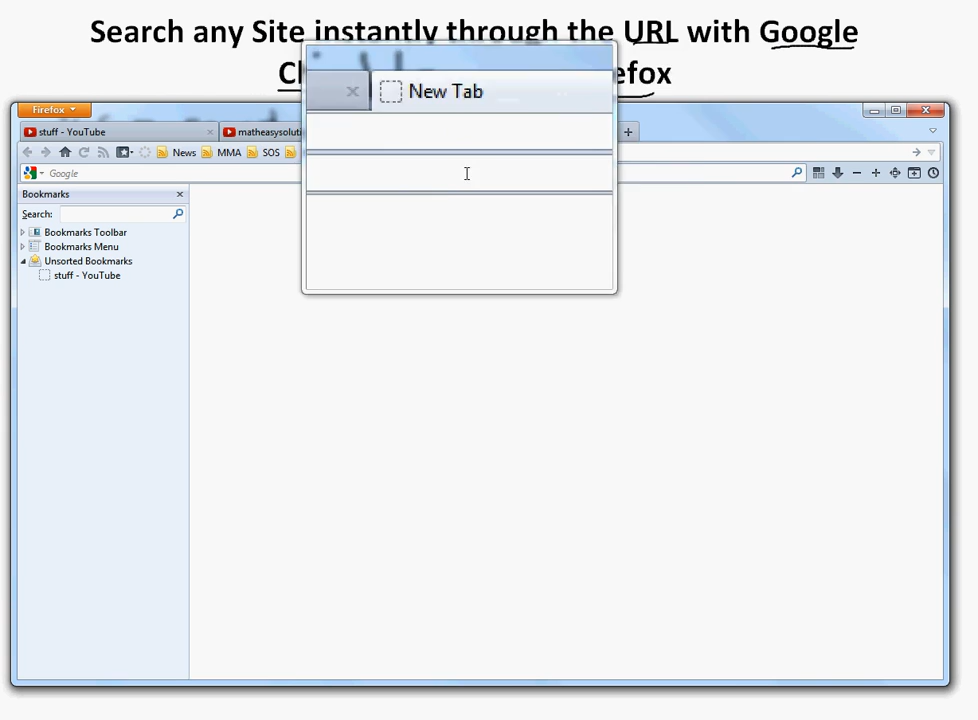 Search any Site instantly through the URL with Google
efox
New Tab
Firefox
stuff - YouTube
matheasysoluti
News
MMA
SOS
Google
Bookmarks
Search:
Bookmarks Toolbar
Bookmarks Menu
Unsorted Bookmarks
stuff - YouTube